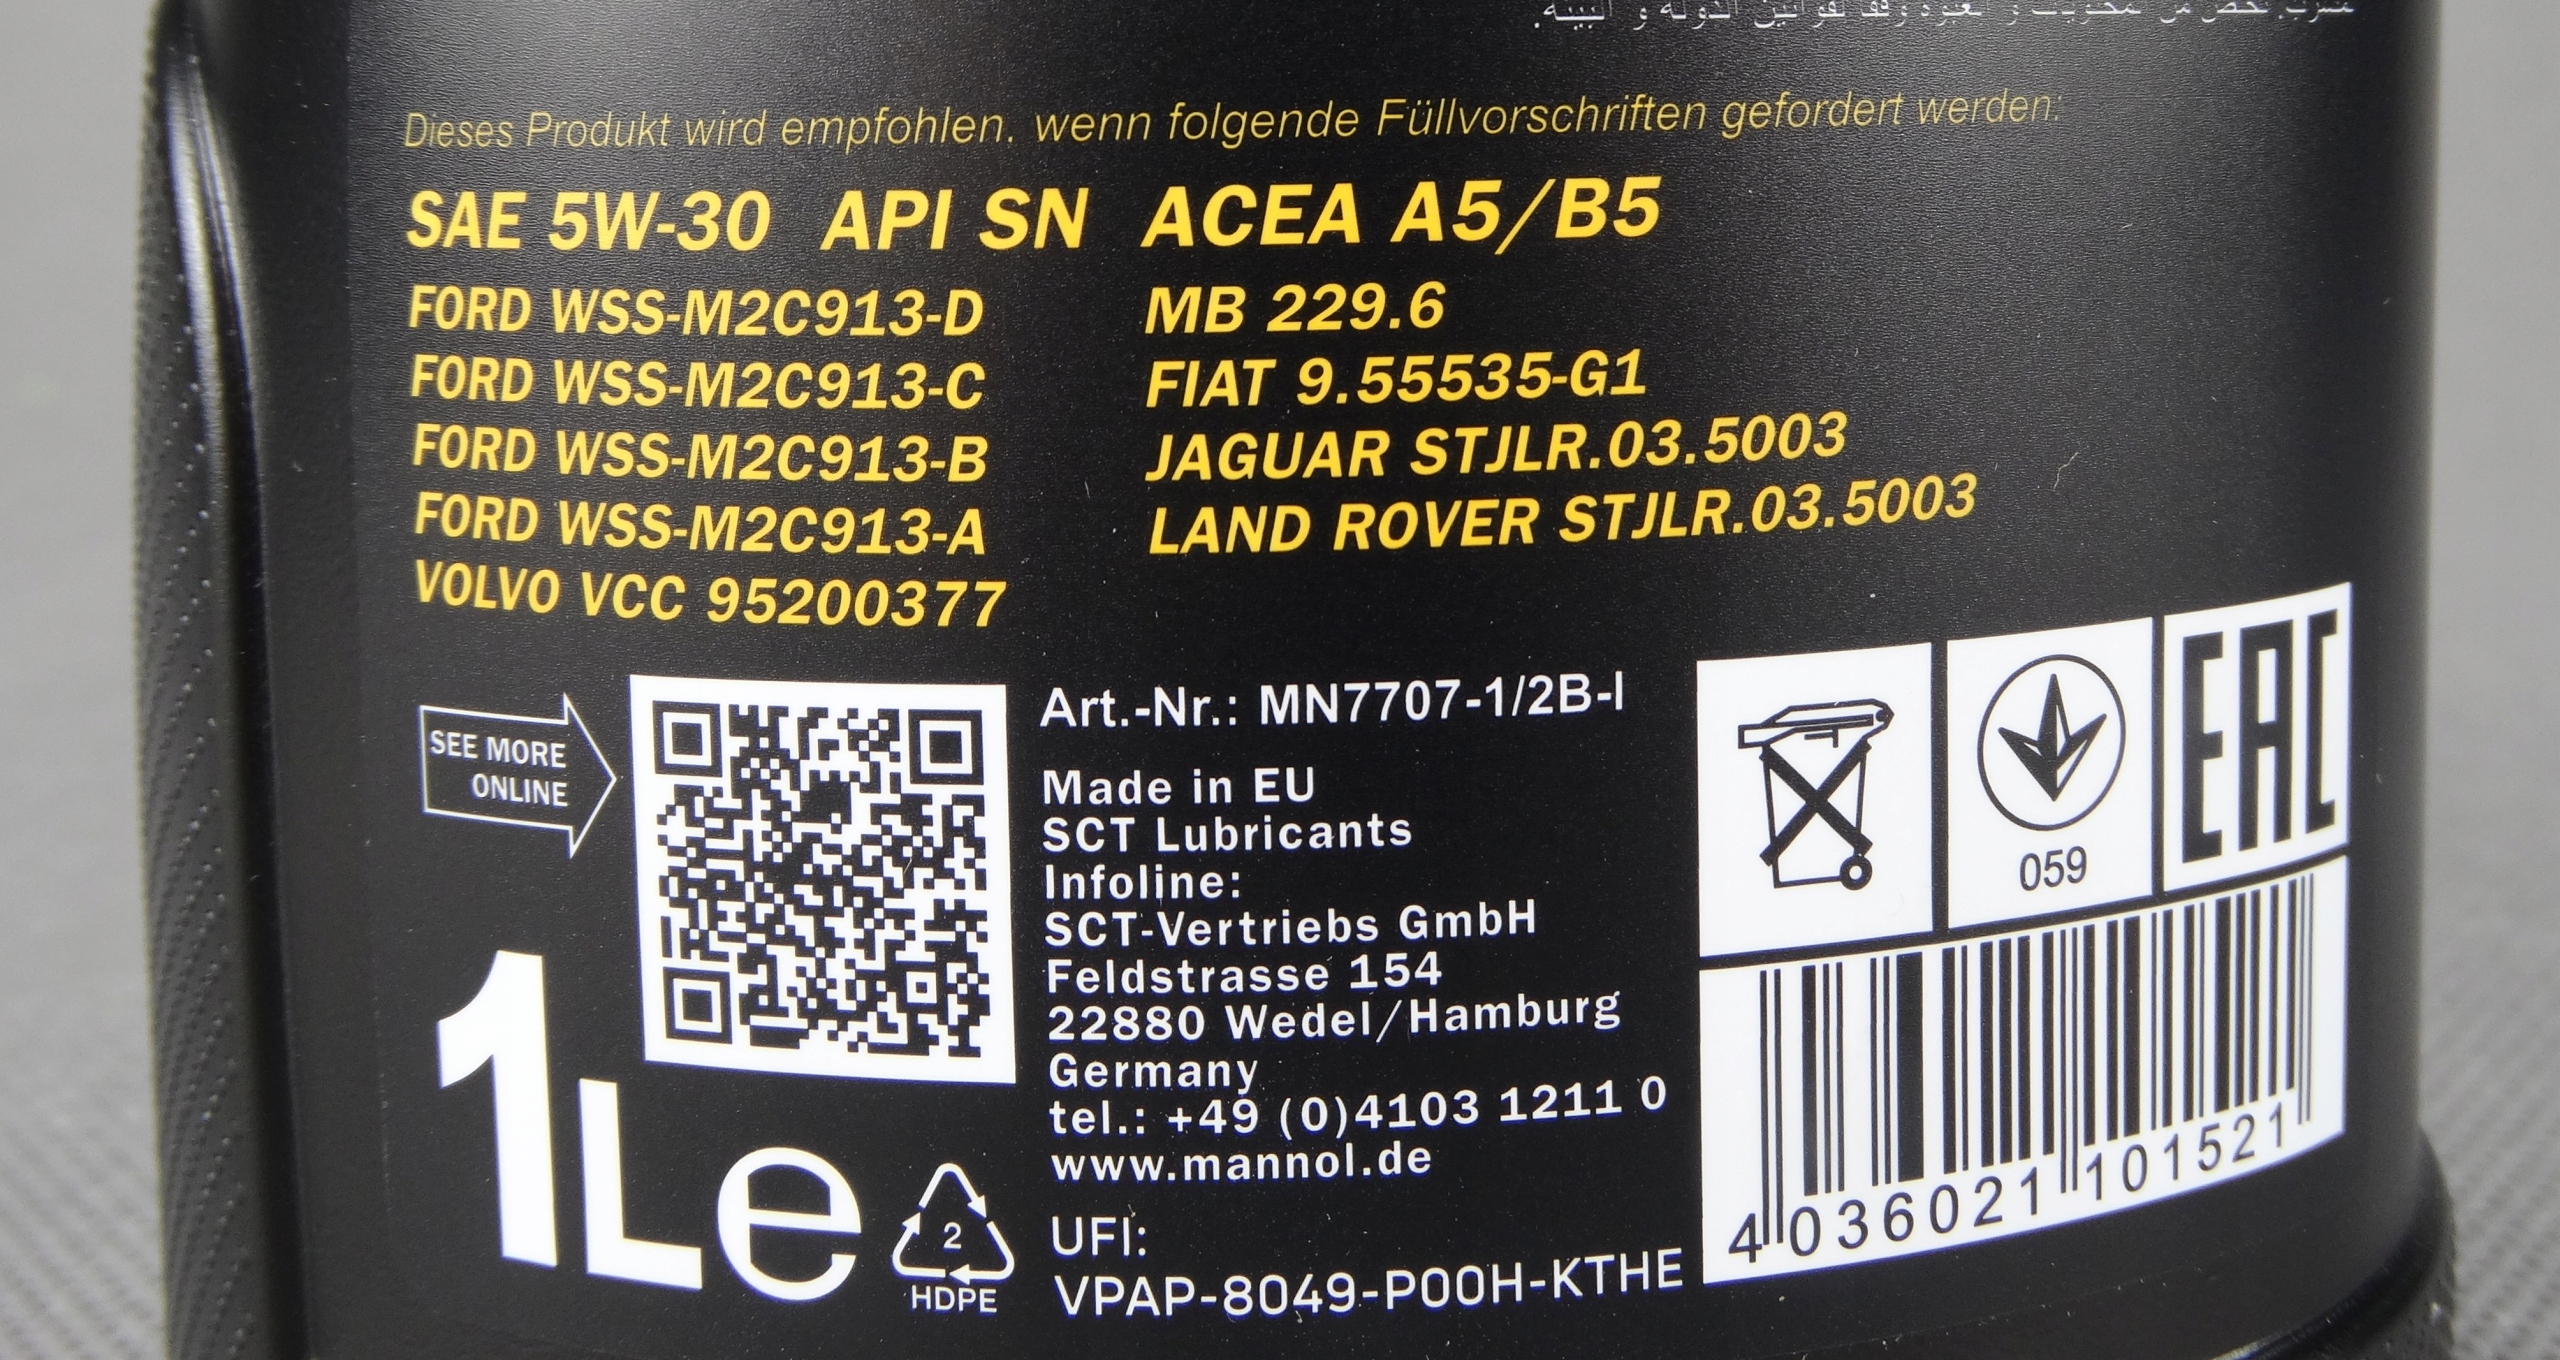 Dieses Produkt wird empfohlen, wenn folgende Füllvorschriften gefordert werden:
SAE 5W-30 API SN ACEA A5/B5
FORD WSS-M2C913-D
FORD WSS-M2C913-C
FORD WSS-M2C913-B
FORD WSS-M2C913-A
VOLVO VCC 95200377
MB 229.6
FIAT 9.55535-G1
JAGUAR STJLR.03.5003
LAND ROVER STJLR.03.5003
SEE MORE
ONLINE
1Le
2
HDPE
Art.-Nr.: MN7707-1/2B-I
Made in EU
SCT Lubricants
Infoline:
SCT-Vertriebs GmbH
Feldstrasse 154
22880 Wedel/Hamburg
Germany
tel.: +49 (0)4103 1211 0
www.mannol.de
UFI:
VPAP-8049-P00H-KTHE
059
EAC
4 036021 101521